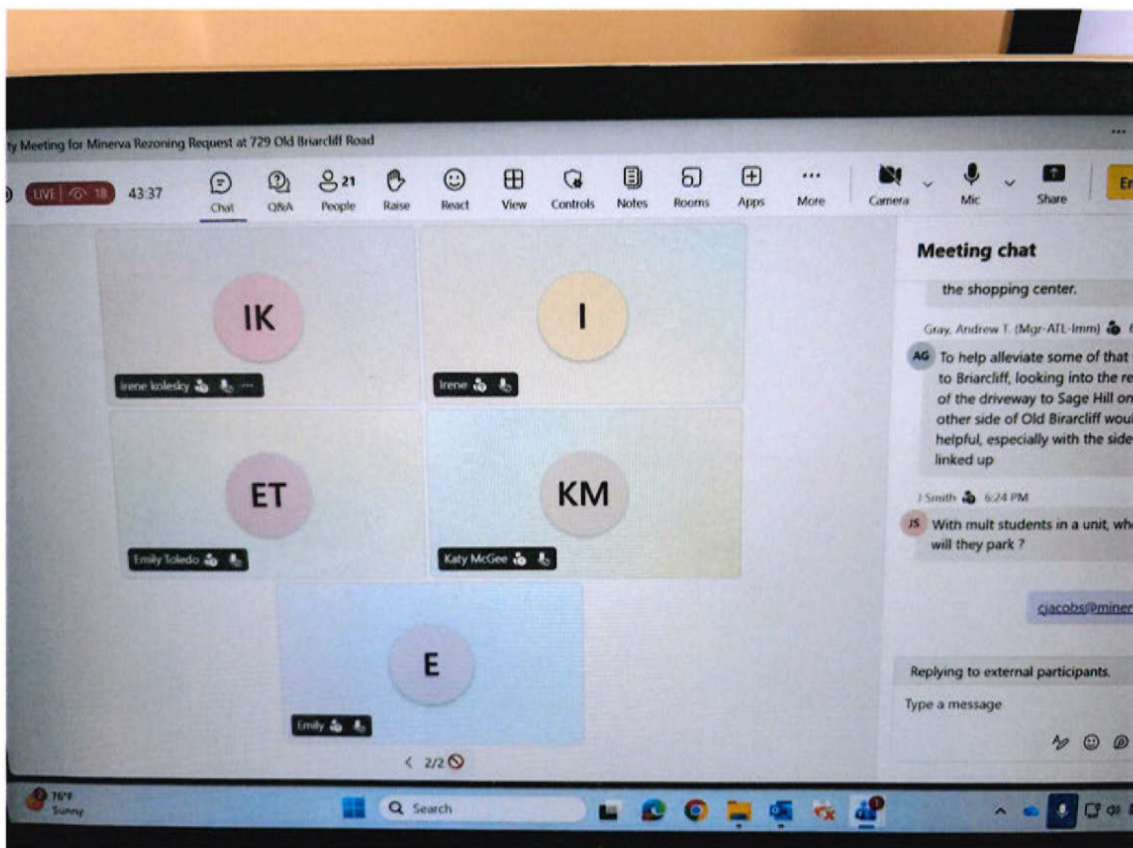 ty Meeting for Minerva Rezoning Request at 729 Old Briarcliff Road
LIVE 18 43:37
Chat Q&A People 21 Raise React View Controls Notes Rooms Apps More Camera Mic Share
IK
Irene kolesky
I
Irene
ET
Emily Toledo
KM
Katy McGee
E
Emily
2/2
Meeting chat
the shopping center.
Gray, Andrew T. (Mgr-ATL-Imm)
AG To help alleviate some of that
to Briarcliff, looking into the re
of the driveway to Sage Hill on
other side of Old Birarcliff woul
helpful, especially with the side
linked up
J Smith 6:24 PM
JS With mult students in a unit, whe
will they park ?
cjacobs@miner
Replying to external participants.
Type a message
76°F
Sunny
Search